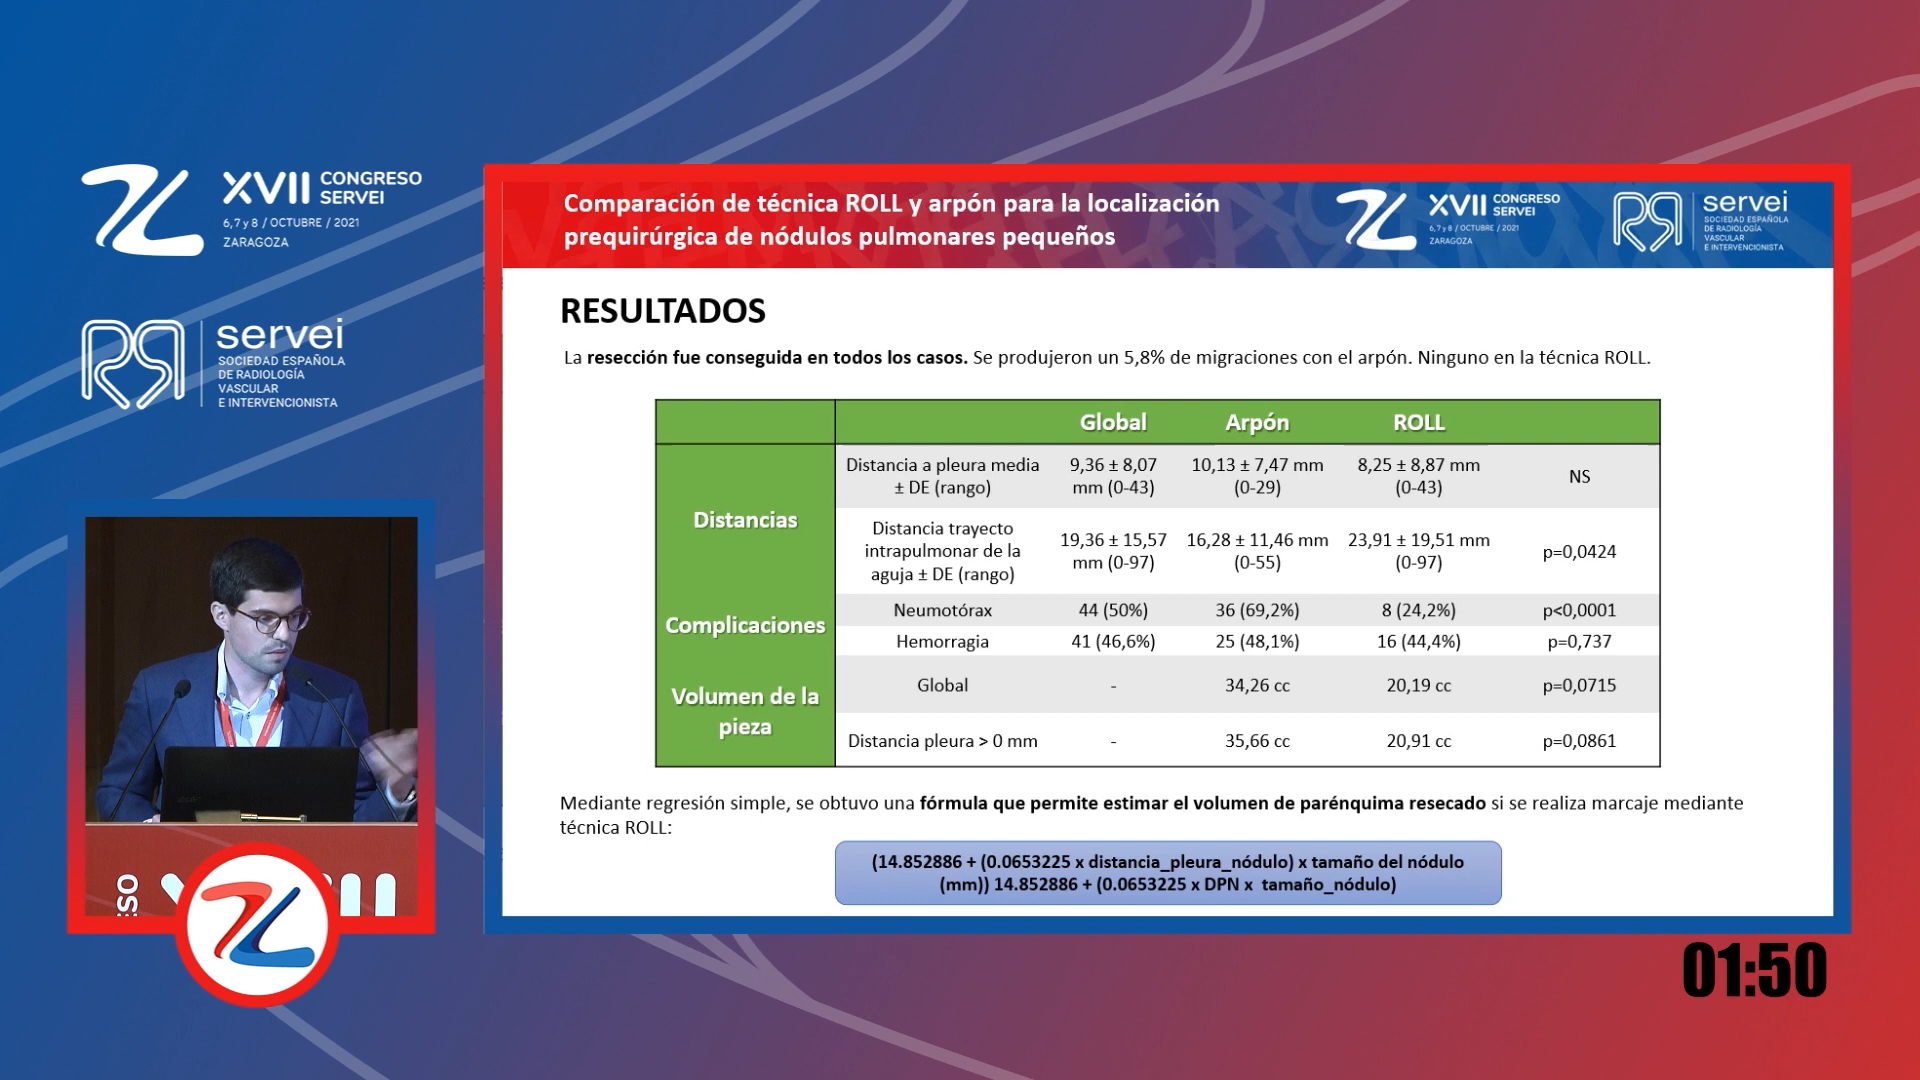 XVII CONGRESO
SERVEI
6, 7 y 8 / OCTUBRE / 2021
ZARAGOZA
servei
SOCIEDAD ESPAÑOLA
DE RADIOLOGÍA
VASCULAR
E INTERVENCIONISTA
Comparación de técnica ROLL y arpón para la localización
prequirúrgica de nódulos pulmonares pequeños
XVII CONGRESO
SERVEI
6, 7 y 8 / OCTUBRE / 2021
ZARAGOZA
servei
SOCIEDAD ESPAÑOLA
DE RADIOLOGÍA
VASCULAR
E INTERVENCIONISTA
RESULTADOS
La resección fue conseguida en todos los casos. Se produjeron un 5,8% de migraciones con el arpón. Ninguno en la técnica ROLL.
Global Arpón ROLL
Distancias
Distancia a pleura media 9,36 ± 8,07 10,13 ± 7,47 mm 8,25 ± 8,87 mm NS
± DE (rango) mm (0-43) (0-29) (0-43)
Distancia trayecto
intrapulmonar de la
aguja ± DE (rango)
19,36 ± 15,57 16,28 ± 11,46 mm 23,91 ± 19,51 mm p=0,0424
mm (0-97) (0-55) (0-97)
Complicaciones
Neumotórax 44 (50%) 36 (69,2%) 8 (24,2%) p<0,0001
Hemorragia 41 (46,6%) 25 (48,1%) 16 (44,4%) p=0,737
Volumen de la
pieza
Global - 34,26 cc 20,19 cc p=0,0715
Distancia pleura > 0 mm - 35,66 cc 20,91 cc p=0,0861
Mediante regresión simple, se obtuvo una fórmula que permite estimar el volumen de parénquima resecado si se realiza marcaje mediante
técnica ROLL:
(14.852886 + (0.0653225 x distancia_pleura_nódulo) x tamaño del nódulo
(mm)) 14.852886 + (0.0653225 x DPN x tamaño_nódulo)
01:50